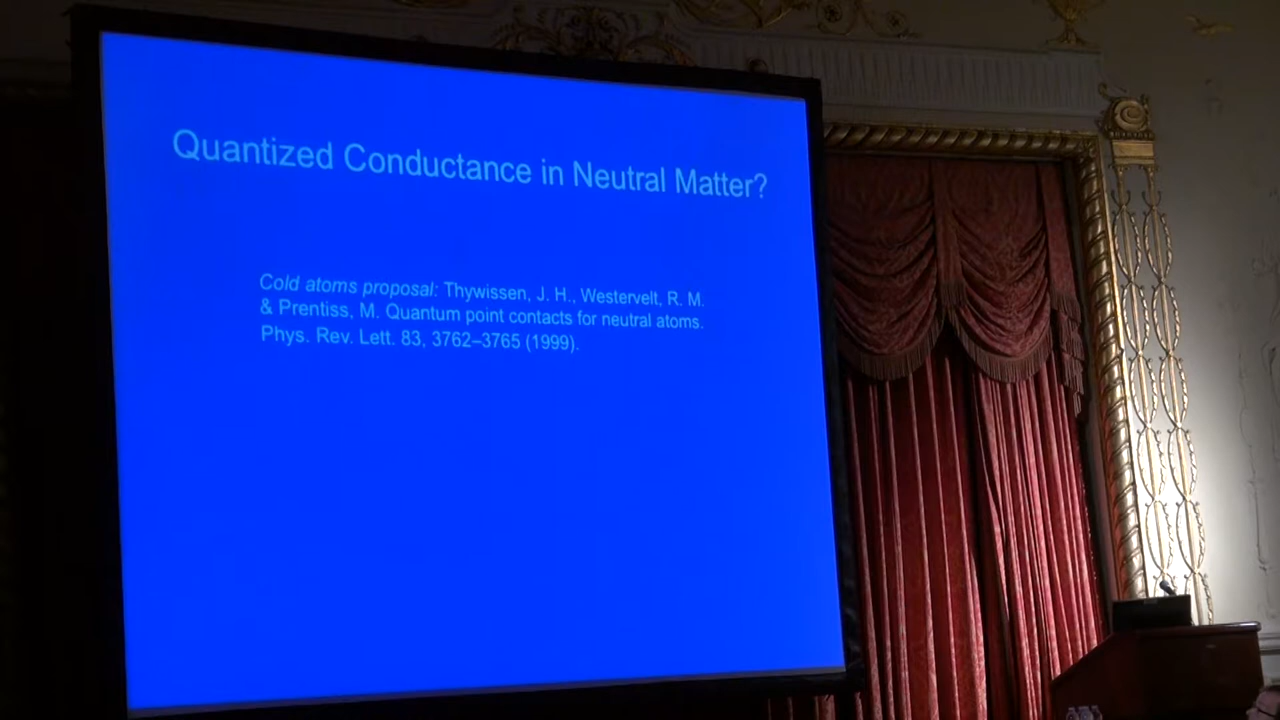 Quantized Conductance in Neutral Matter?
Cold atoms proposal: Thywissen, J. H., Westervelt, R. M.
& Prentiss, M. Quantum point contacts for neutral atoms.
Phys. Rev. Lett. 83, 3762–3765 (1999).